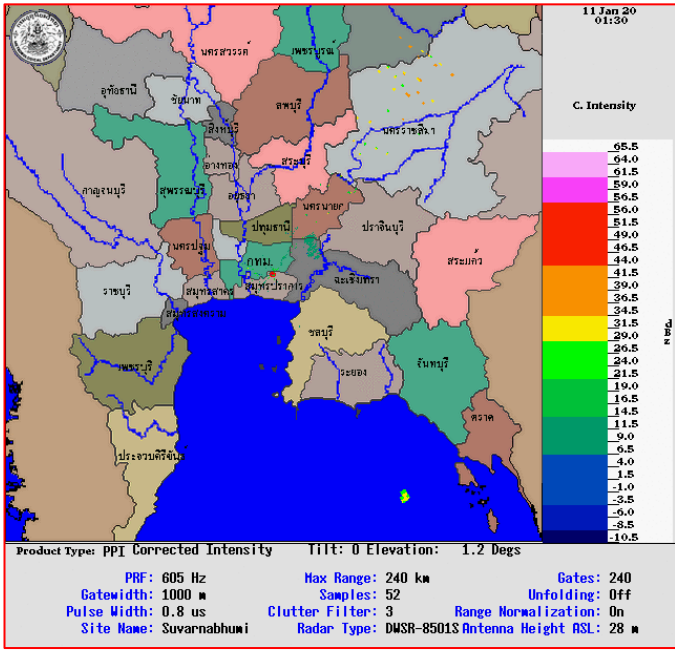 11 Jan 20
01:30
C. Intensity
65.5
64.0
61.5
59.0
56.5
56.0
51.5
49.0
46.5
44.0
41.5
39.0
36.5
34.0
31.5
29.0
26.5
24.0
21.5
19.0
16.5
14.0
11.5
9.0
6.5
4.0
-1.0
-3.5
-6.0
-8.5
-10.5
นครสวรรค์
เพชรบูรณ์
อุทัยธานี
ชัยนาท
ลพบุรี
นครราชสีมา
สิงหบุรี
อ่างทอง
สระบุรี
กาญจนบุรี
สุพรรณบุรี
อยุธยา
นครนายก
ปทุมธานี
ปราจีนบุรี
นครปฐม
กทม.
สระแก้ว
ราชบุรี
สมุทรสาคร
สมุทรปราการ
ฉะเชิงเทรา
สมุทรสงคราม
ชลบุรี
เพชรบุรี
ระยอง
จันทบุรี
ตราด
ประจวบคีรีขันธ์
Product Type: PPI Corrected Intensity Tilt: 0 Elevation: 1.2 Degs
PRF: 605 Hz Max Range: 240 km Gates: 240
Gatewidth: 1000 m Samples: 52 Unfolding: Off
Pulse Width: 0.8 us Clutter Filter: 3 Range Normalization: On
Site Name: Suvarnabhumi Radar Type: DWSR-8501S Antenna Height ASL: 28 m